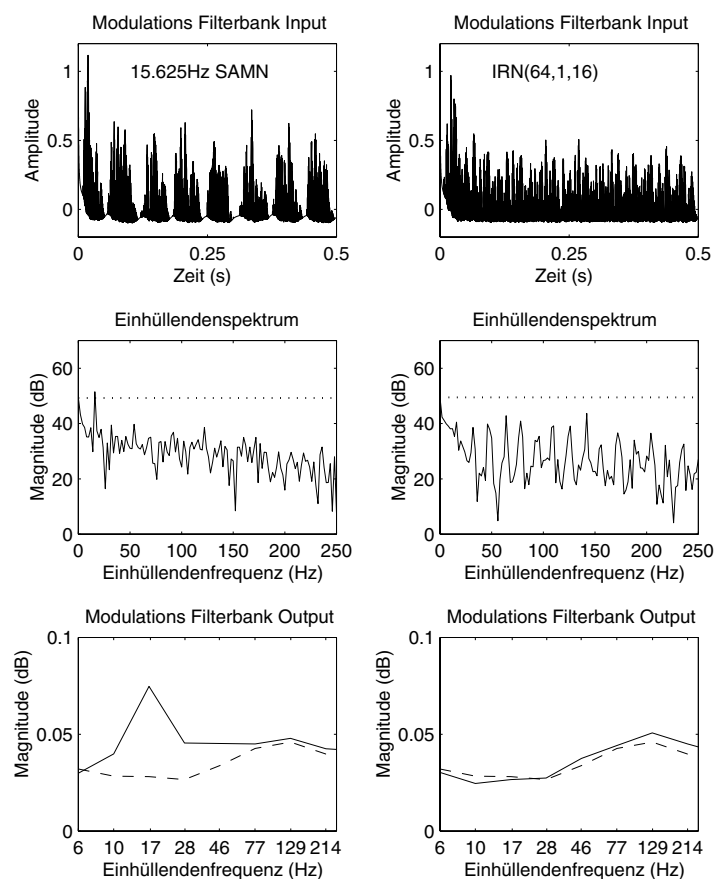 Modulations Filterbank Input
15.625Hz SAMN
Amplitude
1
0.5
0
0
0.25
0.5
Zeit (s)
Modulations Filterbank Input
IRN(64,1,16)
Amplitude
1
0.5
0
0
0.25
0.5
Zeit (s)
Einhüllendenspektrum
Magnitude (dB)
60
40
20
0
0
50
100
150
200
250
Einhüllendenfrequenz (Hz)
Einhüllendenspektrum
Magnitude (dB)
60
40
20
0
0
50
100
150
200
250
Einhüllendenfrequenz (Hz)
Modulations Filterbank Output
Magnitude (dB)
0.1
0.05
0
6
10
17
28
46
77
129
214
Einhüllendenfrequenz (Hz)
Modulations Filterbank Output
Magnitude (dB)
0.1
0.05
0
6
10
17
28
46
77
129
214
Einhüllendenfrequenz (Hz)